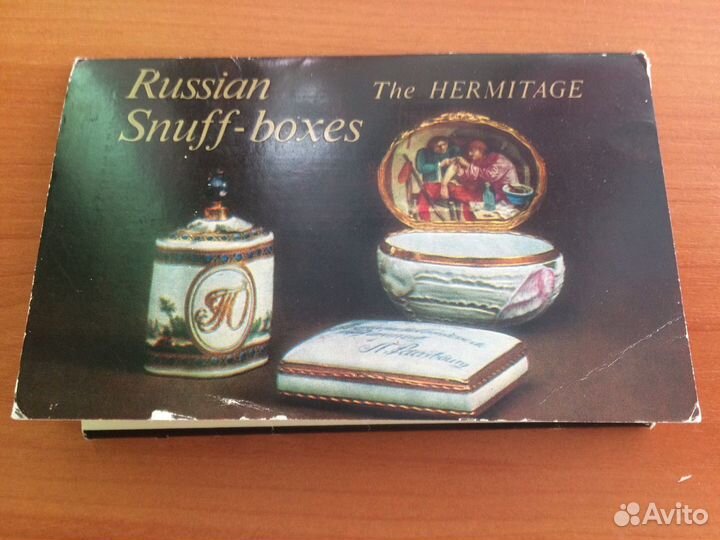 Russian
Snuff-boxes
The HERMITAGE
Avito